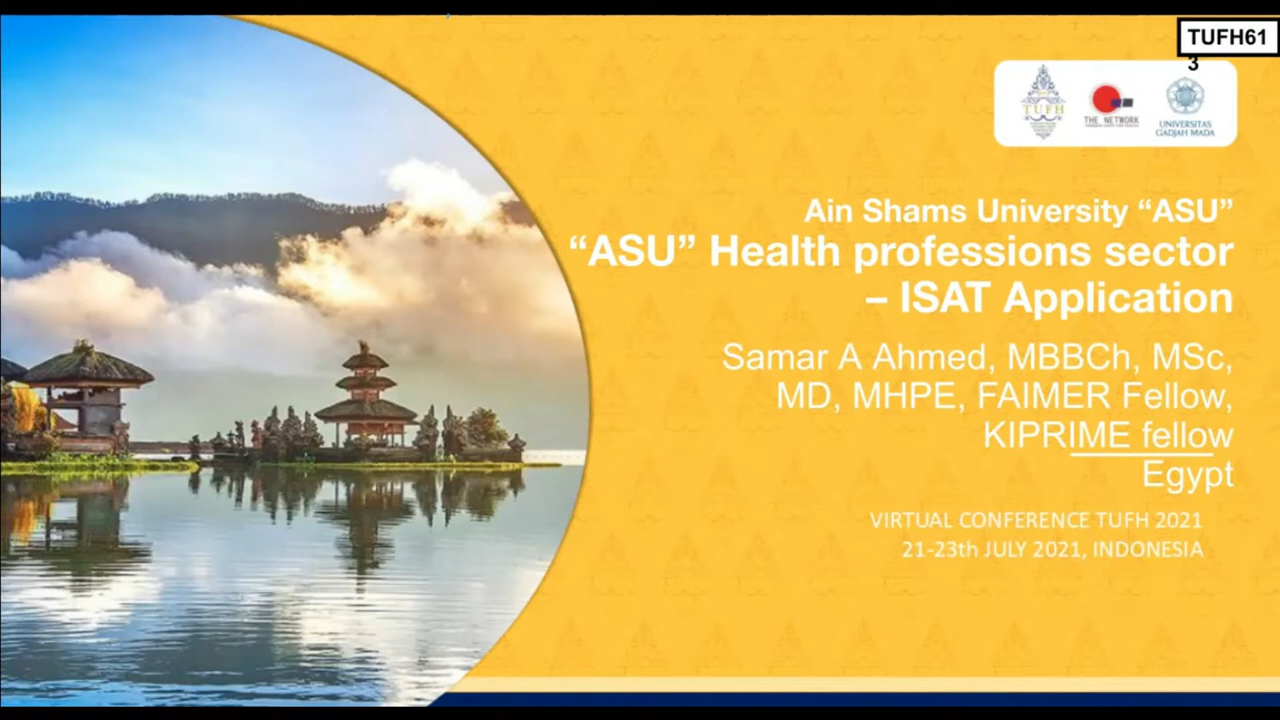 TUFH61
3
TUFH
THE NETWORK
UNIVERSITAS
GADJAH MADA
Ain Shams University “ASU”
“ASU” Health professions sector
– ISAT Application
Samar A Ahmed, MBBCh, MSc,
MD, MHPE, FAIMER Fellow,
KIPRIME fellow
Egypt
VIRTUAL CONFERENCE TUFH 2021
21-23th JULY 2021, INDONESIA